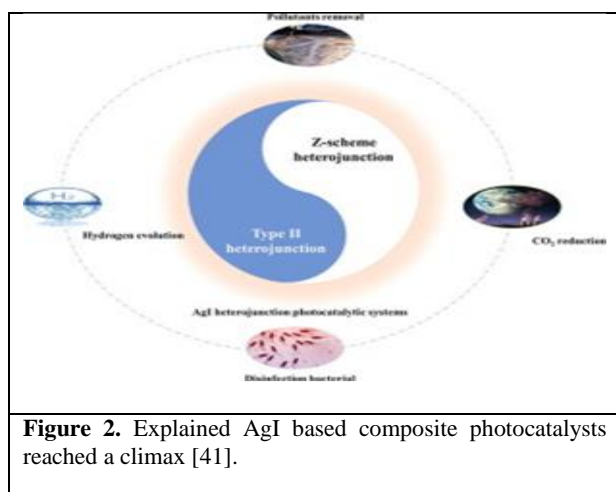 Pollutants removal
Z-scheme
heterojunction
H₂
Hydrogen evolution
Type II
heterojunction
CO₂ reduction
AgI heterojunction photocatalytic systems
Disinfection bacterial
Figure 2. Explained AgI based composite photocatalysts
reached a climax [41].